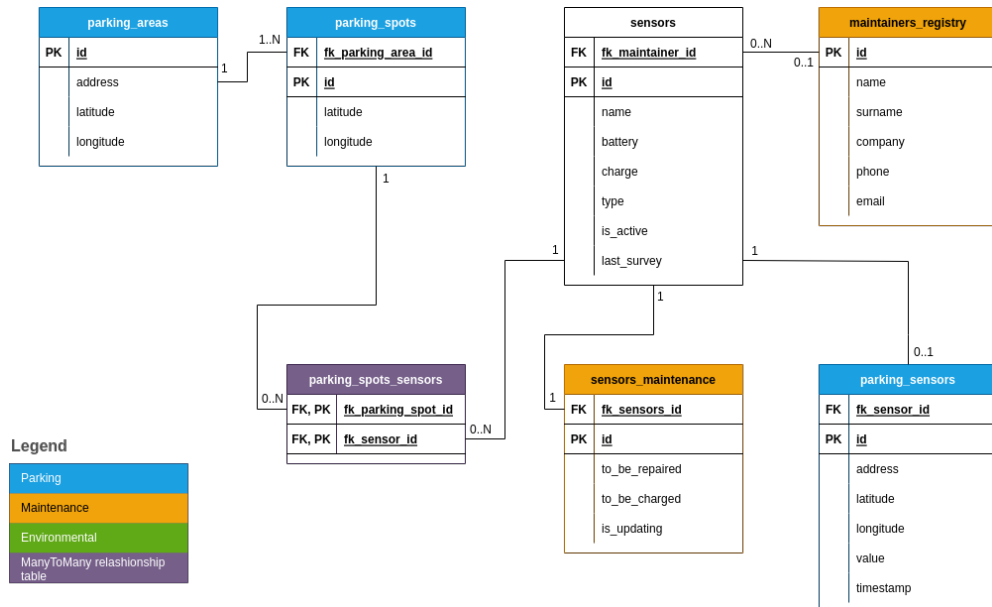 parking_areas
PK id
address
latitude
longitude
1
1..N
parking_spots
FK fk_parking_area_id
PK id
latitude
longitude
1
sensors
FK fk_maintainer_id
PK id
name
battery
charge
type
is_active
last_survey
0..N
0..1
maintainers_registry
PK id
name
surname
company
phone
email
1
1
1
0..N
parking_spots_sensors
FK, PK fk_parking_spot_id
FK, PK fk_sensor_id
0..N
1
sensors_maintenance
FK fk_sensors_id
PK id
to_be_repaired
to_be_charged
is_updating
0..1
parking_sensors
FK fk_sensor_id
PK id
address
latitude
longitude
value
timestamp
Legend
Parking
Maintenance
Environmental
ManyToMany relashionship
table